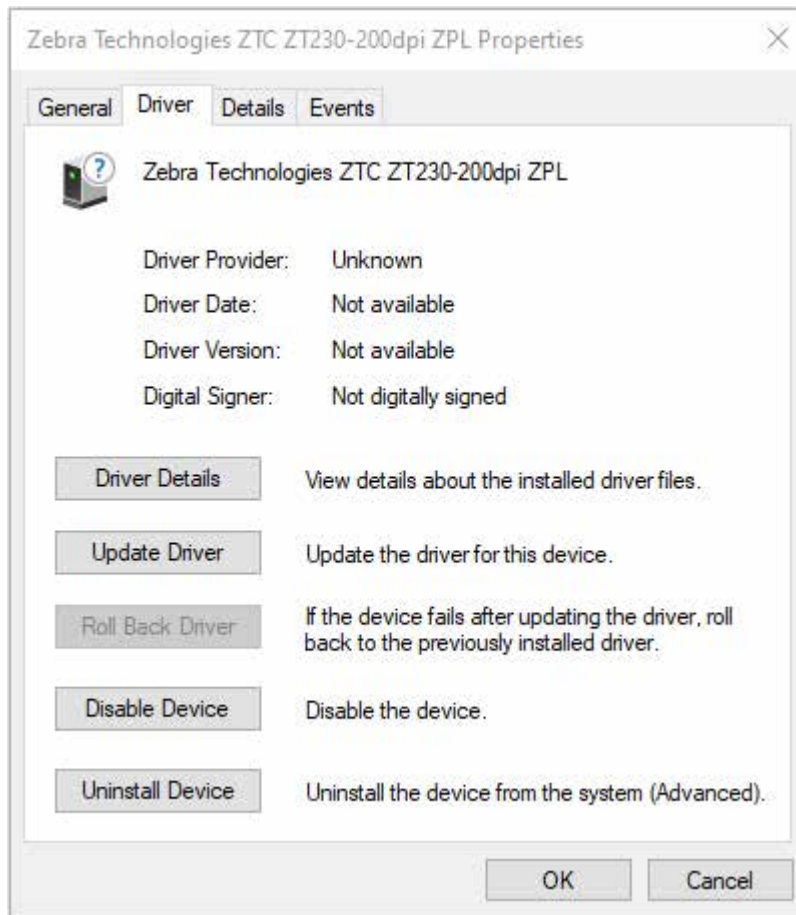 Zebra Technologies ZTC ZT230-200dpi ZPL Properties
General Driver Details Events
?
Zebra Technologies ZTC ZT230-200dpi ZPL
Driver Provider: Unknown
Driver Date: Not available
Driver Version: Not available
Digital Signer: Not digitally signed
Driver Details View details about the installed driver files.
Update Driver Update the driver for this device.
Roll Back Driver If the device fails after updating the driver, roll
back to the previously installed driver.
Disable Device Disable the device.
Uninstall Device Uninstall the device from the system (Advanced).
OK Cancel